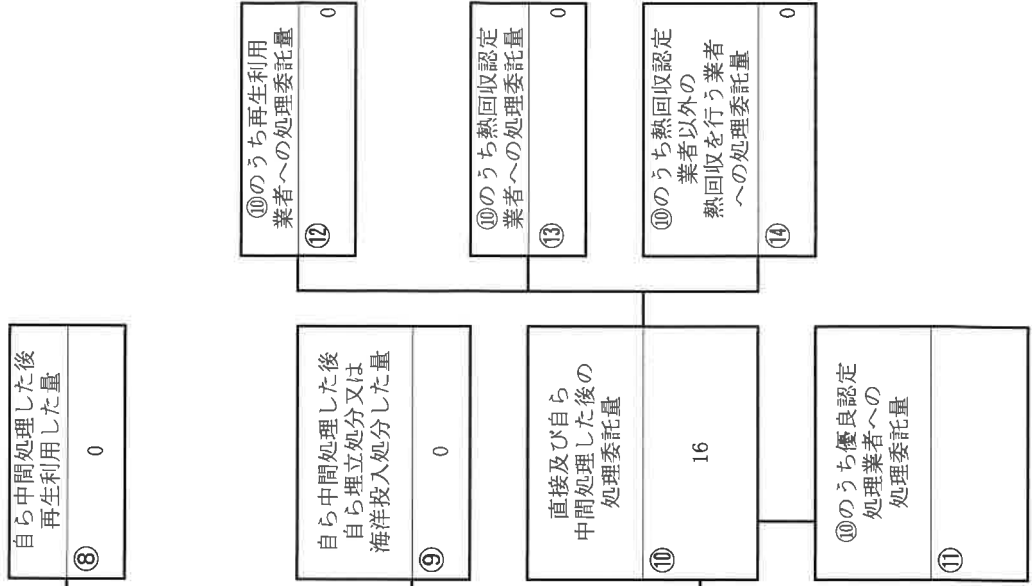 自ら中間処理した後
再生利用した量
⑧
0
自ら中間処理した後
自ら埋立処分又は
海洋投入処分した量
⑨
0
直接及び自ら
中間処理した後の
処理委託量
⑩
16
⑩のうち優良認定
処理業者への
処理委託量
⑪
⑩のうち再生利用
業者への処理委託量
⑫
0
⑩のうち熱回収認定
業者への処理委託量
⑬
0
⑩のうち熱回収認定
業者以外の
熱回収を行う業者
への処理委託量
⑭
0